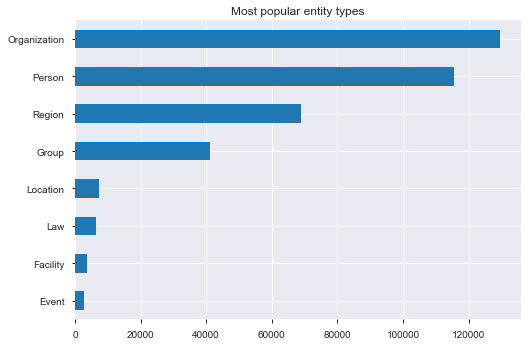 Most popular entity types
Organization
Person
Region
Group
Location
Law
Facility
Event
0 20000 40000 60000 80000 100000 120000